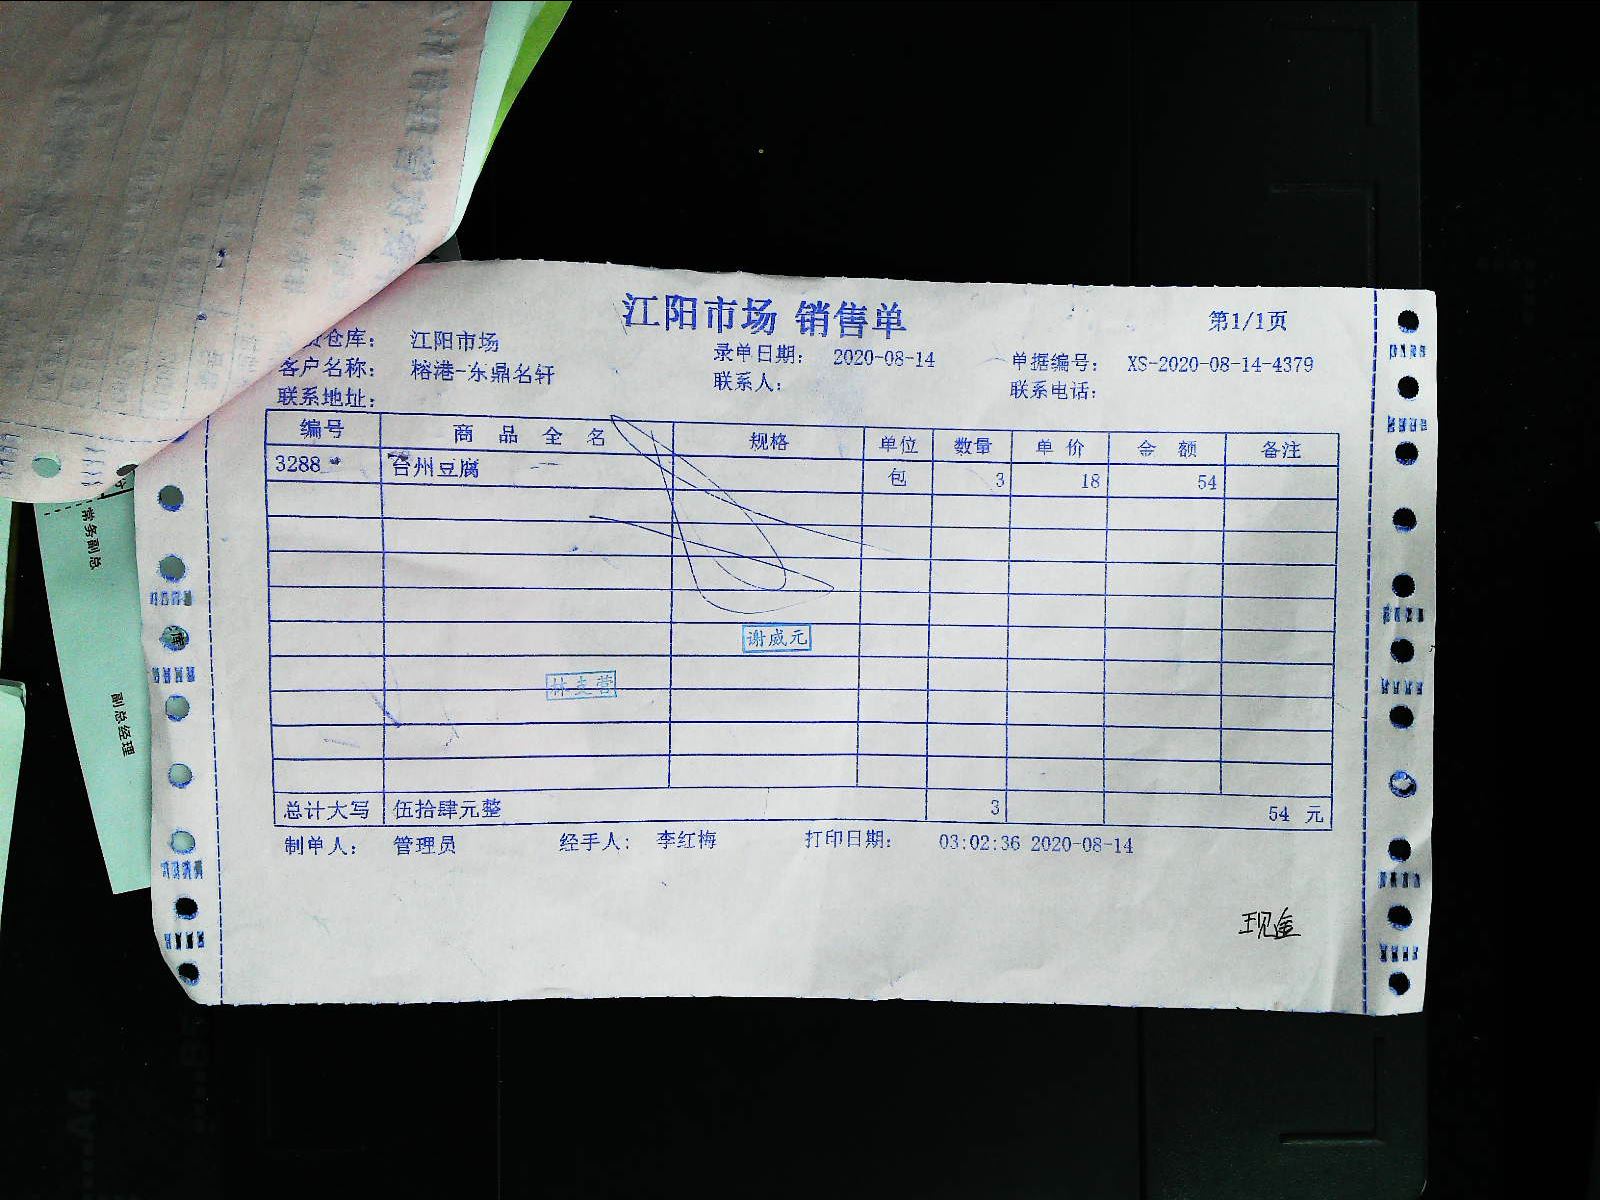 江阳市场 销售单
第1/1页
仓库： 江阳市场
录单日期： 2020-08-14
单据编号： XS-2020-08-14-4379
客户名称： 榕港-东鼎名轩
联系人：
联系电话：
联系地址：
编号 商品全名 规格 单位 数量 单价 金额 备注
3288 台州豆腐 包 3 18 54
谢威元
林支营
总计大写 伍拾肆元整 3 54 元
制单人： 管理员 经手人： 李红梅 打印日期： 03:02:36 2020-08-14
现金
常务副总
副总经理